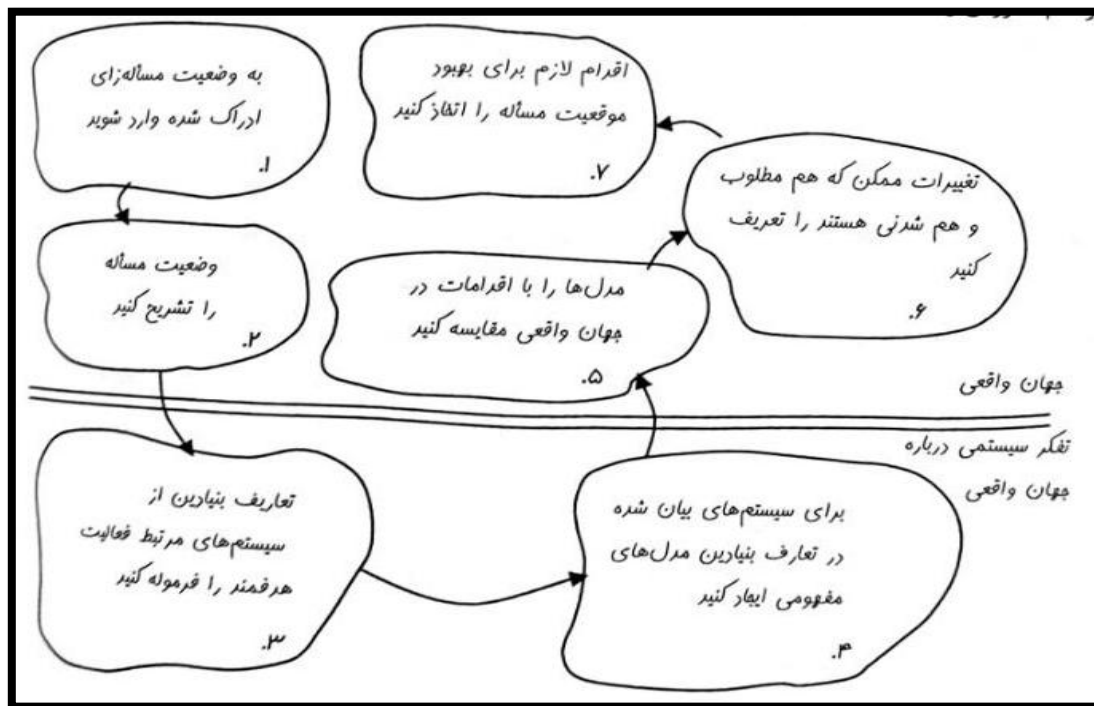 به وضعیت مساله‌زای
ادراک شده وارد شوید
.۱
وضعیت مسأله
را تشریح کنید
.۲
تعاریف بنیادین از
سیستم‌های مرتبط فعالیت
هدفمند را فرموله کنید
.۳
برای سیستم‌های بیان شده
در تعارف بنیادین مدل‌های
مفهومی ایجاد کنید
.۴
مدل‌ها را با اقدامات در
جهان واقعی مقایسه کنید
.۵
تغییرات ممکن که هم مطلوب
و هم شدنی هستند را تعریف
کنید
.۶
اقدام لازم برای بهبود
موقعیت مسأله را اتخاذ کنید
.۷
جهان واقعی
تفکر سیستمی درباره
جهان واقعی